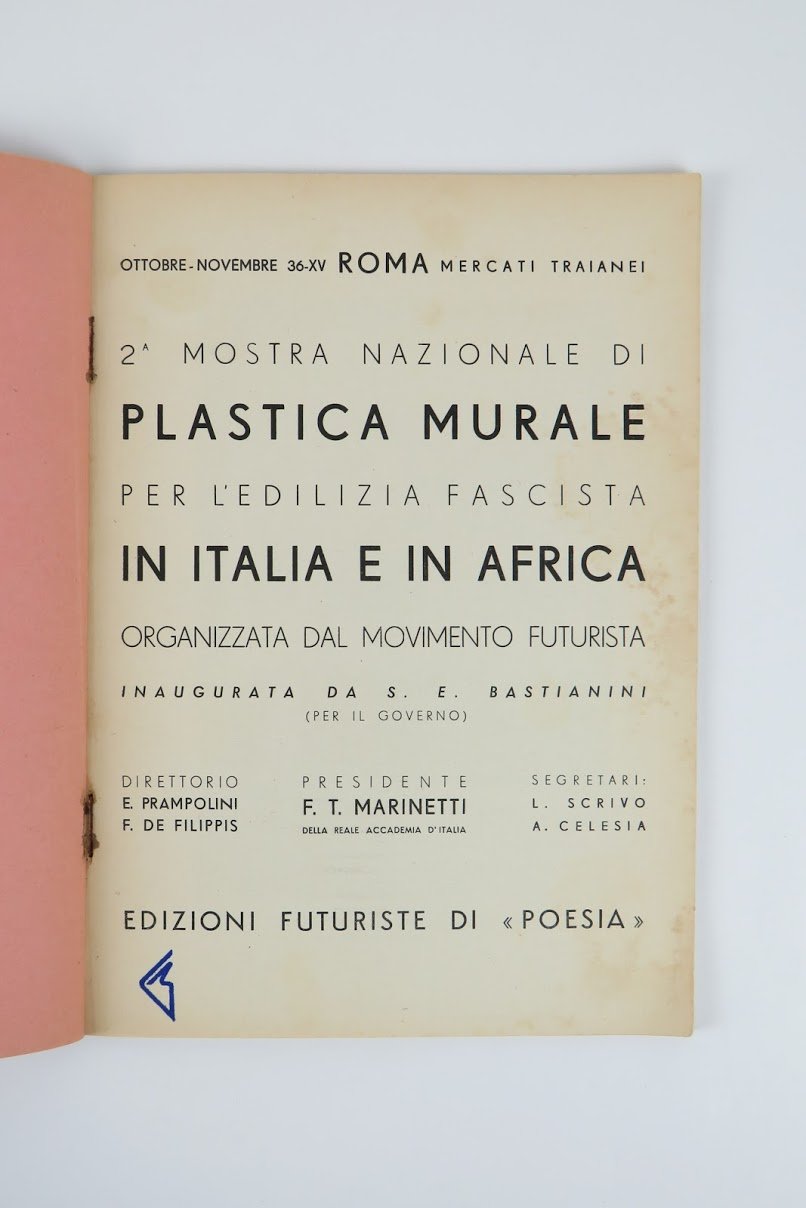 OTTOBRE-NOVEMBRE 36-XV ROMA MERCATI TRAIANEI
2ᴬ MOSTRA NAZIONALE DI
PLASTICA MURALE
PER L'EDILIZIA FASCISTA
IN ITALIA E IN AFRICA
ORGANIZZATA DAL MOVIMENTO FUTURISTA
INAUGURATA DA S. E. BASTIANINI
(PER IL GOVERNO)
DIRETTORIO
E. PRAMPOLINI
F. DE FILIPPIS
PRESIDENTE
F. T. MARINETTI
DELLA REALE ACCADEMIA D'ITALIA
SEGRETARI:
L. SCRIVO
A. CELESIA
EDIZIONI FUTURISTE DI « POESIA »